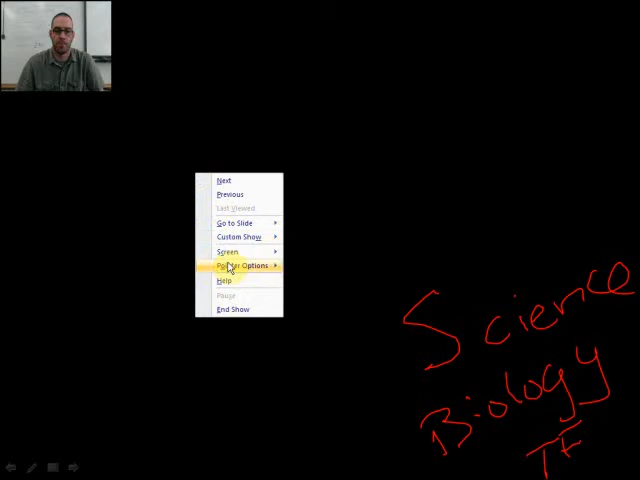 Next
Previous
Last Viewed
Go to Slide
Custom Show
Screen
Pointer Options
Help
Pause
End Show
Science
Biology
TF